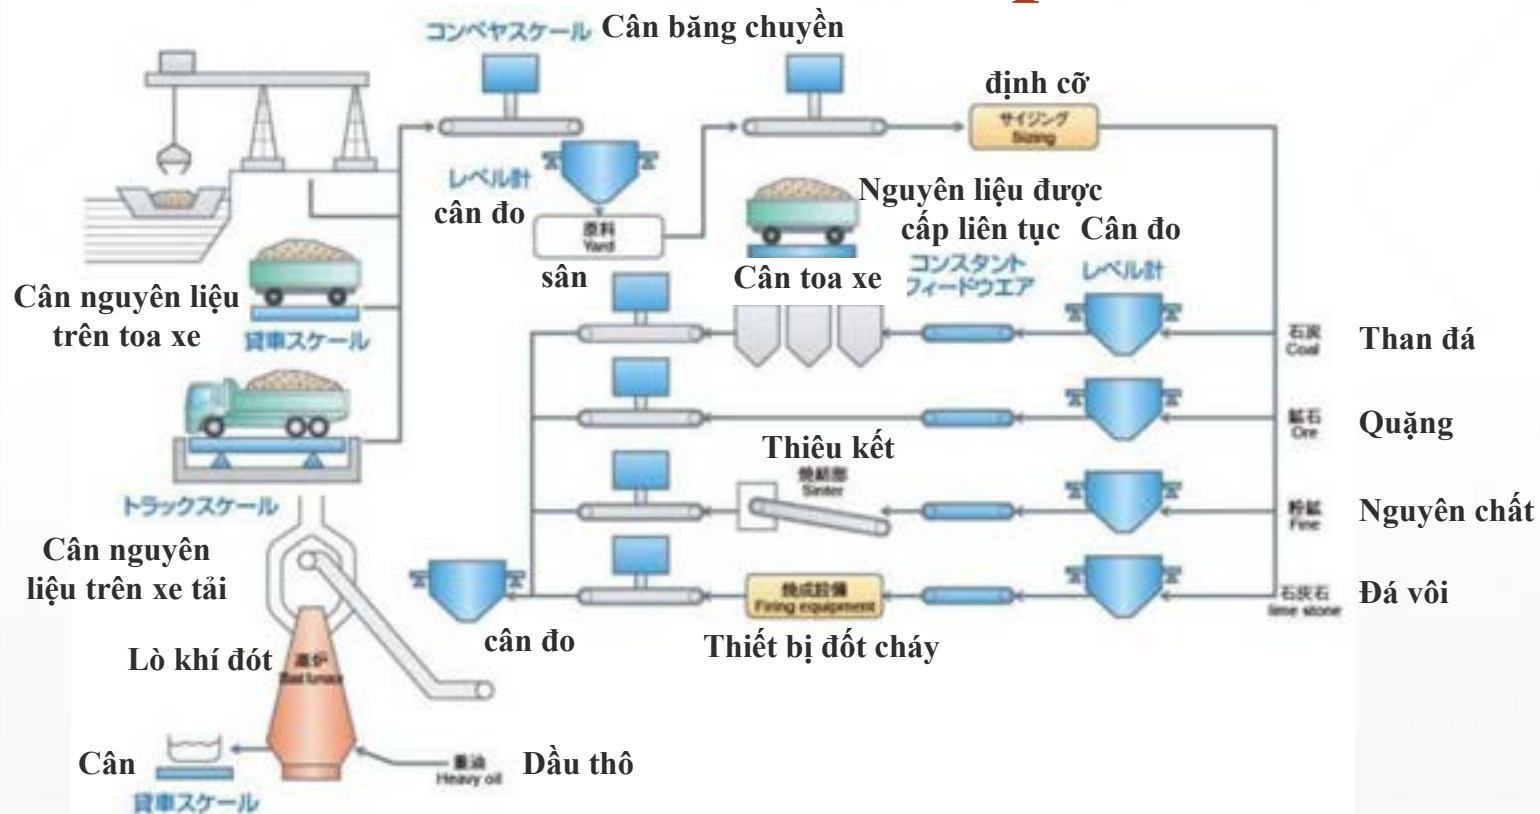 コンベヤスケール Cân băng chuyền
định cỡ
サイジング
Sizing
レベル計
cân đo
原料
Yard
sân
Nguyên liệu được
cấp liên tục
Cân đo
Cân toa xe
コンスタント
フィードウエア
レベル計
Cân nguyên liệu
trên toa xe
貨車スケール
石炭
Coal
Than đá
鉱石
Ore
Quặng
Thiêu kết
焼結部
Sinter
粉鉱
Fine
Nguyên chất
トラックスケール
Cân nguyên
liệu trên xe tải
焼成設備
Firing equipment
石灰石
lime stone
Đá vôi
cân đo
Thiết bị đốt cháy
Lò khí đót
高炉
Blast furnace
Cân
重油
Heavy oil
Dầu thô
貨車スケール